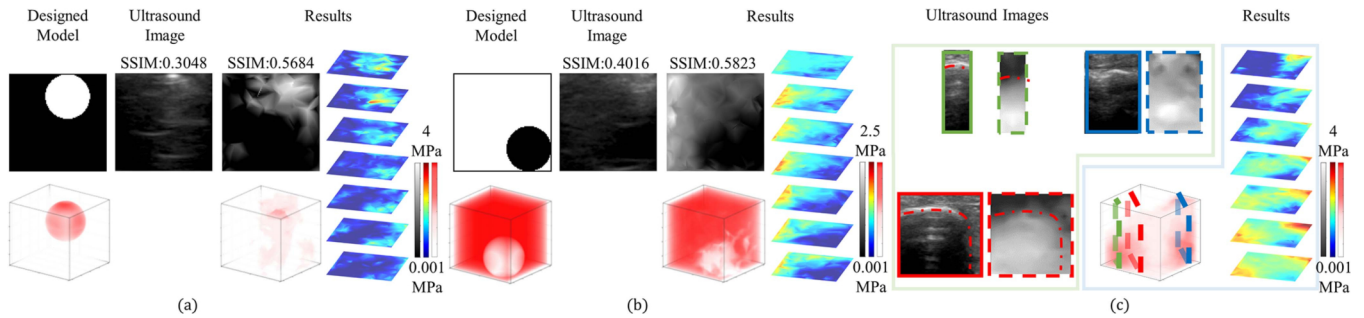 Designed
Model
Ultrasound
Image
Results
SSIM:0.3048
SSIM:0.5684
4
MPa
0.001
MPa
(a)
Designed
Model
Ultrasound
Image
Results
SSIM:0.4016
SSIM:0.5823
2.5
MPa
0.001
MPa
(b)
Ultrasound Images
Results
4
MPa
0.001
MPa
(c)